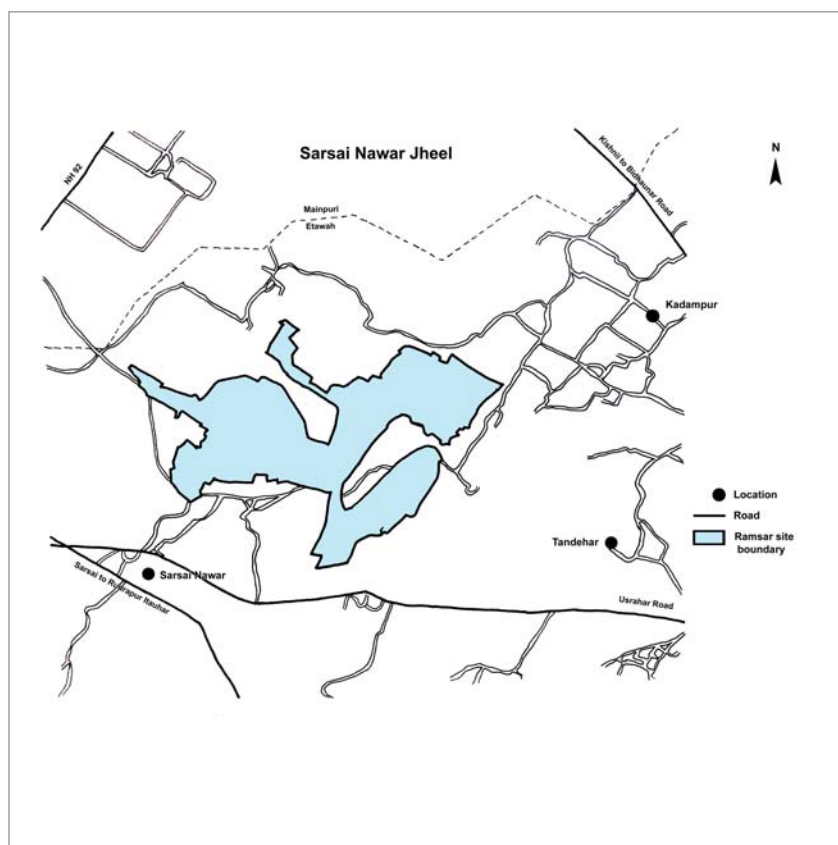 Sarsai Nawar Jheel
N
NH 92
Kishnii to Bidhaunar Road
Mainpuri
Etawah
Kadampur
Location
Road
Ramsar site
boundary
Tandehar
Sarsai Nawar
Sarsai to Rudrapur Itauhar
Usrahar Road